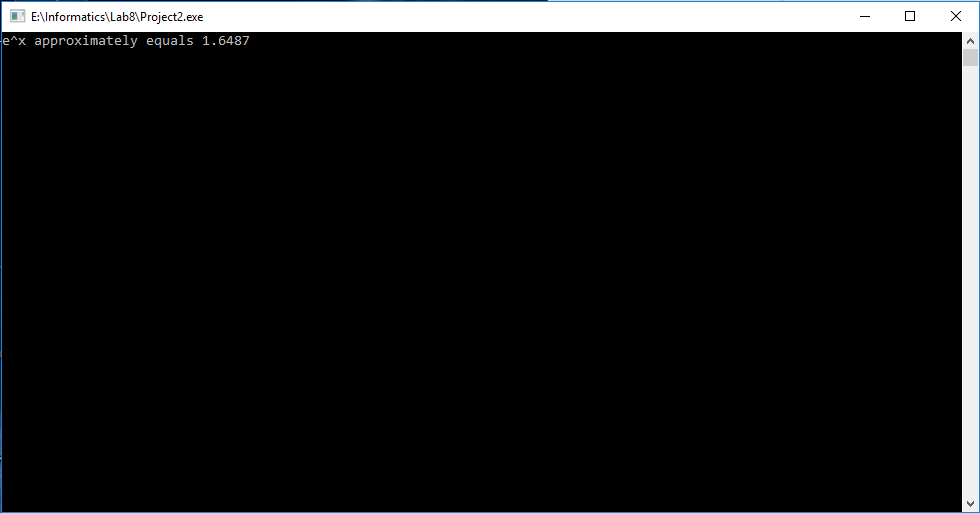 E:\Informatics\Lab8\Project2.exe
e^x approximately equals 1.6487